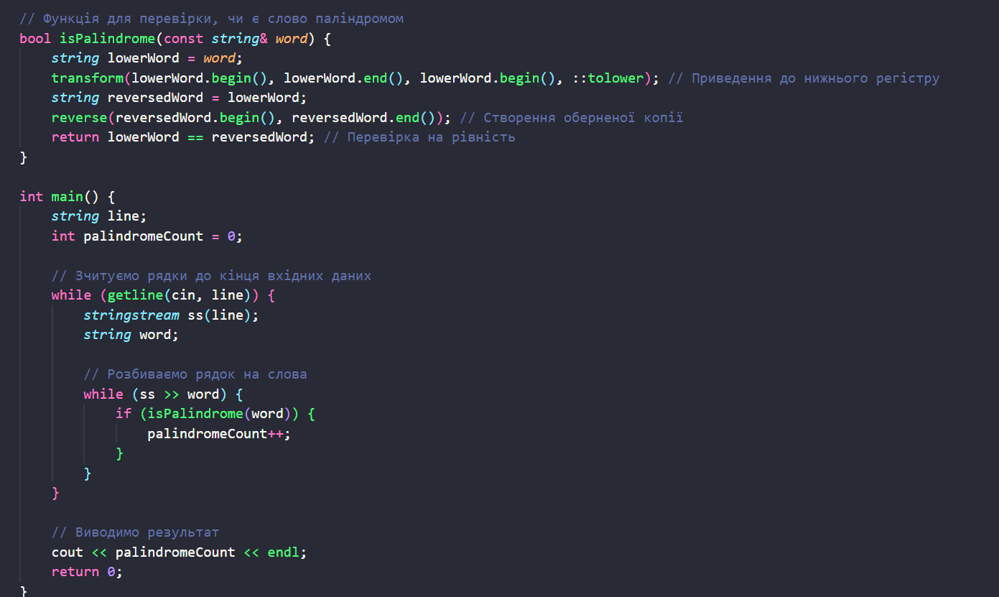 // Функція для перевірки, чи є слово паліндромом
bool isPalindrome(const string& word) {
    string lowerWord = word;
    transform(lowerWord.begin(), lowerWord.end(), lowerWord.begin(), ::tolower); // Приведення до нижнього регістру
    string reversedWord = lowerWord;
    reverse(reversedWord.begin(), reversedWord.end()); // Створення оберненої копії
    return lowerWord == reversedWord; // Перевірка на рівність
}

int main() {
    string line;
    int palindromeCount = 0;

    // Зчитуємо рядки до кінця вхідних даних
    while (getline(cin, line)) {
        stringstream ss(line);
        string word;

        // Розбиваємо рядок на слова
        while (ss >> word) {
            if (isPalindrome(word)) {
                palindromeCount++;
            }
        }
    }

    // Виводимо результат
    cout << palindromeCount << endl;
    return 0;
}